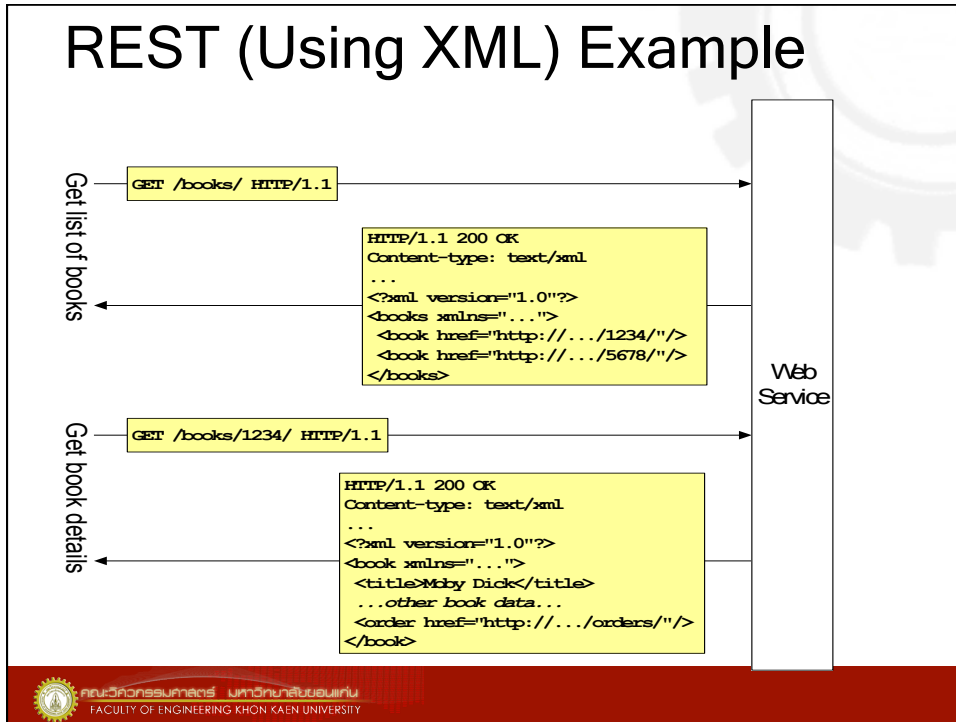 REST (Using XML) Example
Get list of books
GET /books/ HTTP/1.1
HTTP/1.1 200 OK
Content-type: text/xml
...
<?xml version="1.0"?>
<books xmlns="...">
<book href="http://.../1234/"/>
<book href="http://.../5678/"/>
</books>
Web
Service
Get book details
GET /books/1234/ HTTP/1.1
HTTP/1.1 200 OK
Content-type: text/xml
...
<?xml version="1.0"?>
<book xmlns="...">
<title>Moby Dick</title>
...other book data...
<order href="http://.../orders/"/>
</book>
คณะวิศวกรรมศาสตร์ มหาวิทยาลัยขอนแก่น
FACULTY OF ENGINEERING KHON KAEN UNIVERSITY